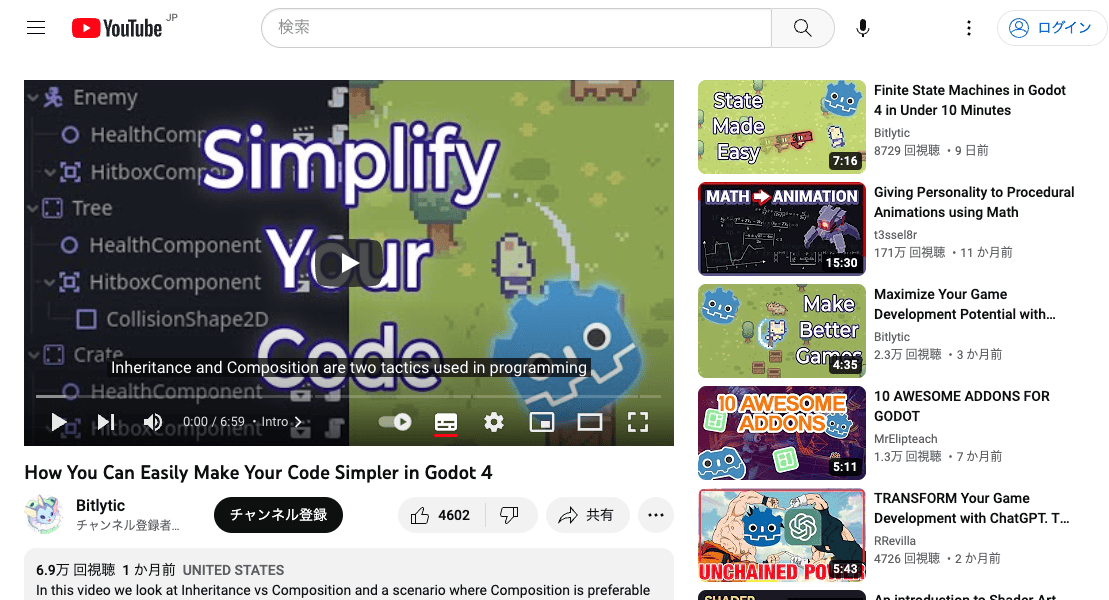 YouTube JP
検索
ログイン
Enemy
HealthComp
HitboxCompon
Tree
HealthComponent
HitboxComponent
CollisionShape2D
Crate
HealthComponent
Simplify
Your
Code
Inheritance and Composition are two tactics used in programming
0:00 / 6:59 ・ Intro
How You Can Easily Make Your Code Simpler in Godot 4
Bitlytic
チャンネル登録者…
チャンネル登録
4602
共有
6.9万 回視聴 1 か月前 UNITED STATES
In this video we look at Inheritance vs Composition and a scenario where Composition is preferable
State
Made
Easy
7:16
Finite State Machines in Godot
4 in Under 10 Minutes
Bitlytic
8729 回視聴 ・9 日前
MATH ANIMATION
15:30
Giving Personality to Procedural
Animations using Math
t3ssel8r
171万 回視聴 ・11 か月前
Make
Better
Games
4:35
Maximize Your Game
Development Potential with…
Bitlytic
2.3万 回視聴 ・3 か月前
10 AWESOME
ADDONS
5:11
10 AWESOME ADDONS FOR
GODOT
MrElipteach
1.3万 回視聴 ・7 か月前
UNCHAINED POWER
5:43
TRANSFORM Your Game
Development with ChatGPT. T…
RRevilla
4726 回視聴 ・2 か月前